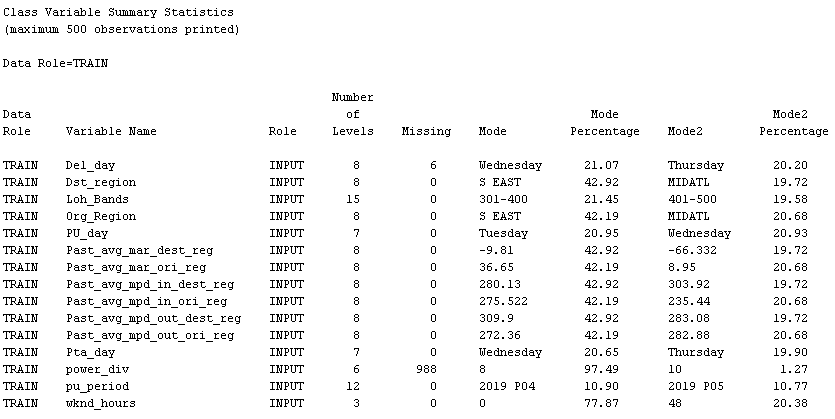 Class Variable Summary Statistics
(maximum 500 observations printed)
Data Role=TRAIN
Number
Data of Mode Mode2
Role Variable Name Role Levels Missing Mode Percentage Mode2 Percentage
TRAIN Del_day INPUT 8 6 Wednesday 21.07 Thursday 20.20
TRAIN Dst_region INPUT 8 0 S EAST 42.92 MIDATL 19.72
TRAIN Loh_Bands INPUT 15 0 301-400 21.45 401-500 19.58
TRAIN Org_Region INPUT 8 0 S EAST 42.19 MIDATL 20.68
TRAIN PU_day INPUT 7 0 Tuesday 20.95 Wednesday 20.93
TRAIN Past_avg_mar_dest_reg INPUT 8 0 -9.81 42.92 -66.332 19.72
TRAIN Past_avg_mar_ori_reg INPUT 8 0 36.65 42.19 8.95 20.68
TRAIN Past_avg_mpd_in_dest_reg INPUT 8 0 280.13 42.92 303.92 19.72
TRAIN Past_avg_mpd_in_ori_reg INPUT 8 0 275.522 42.19 235.44 20.68
TRAIN Past_avg_mpd_out_dest_reg INPUT 8 0 309.9 42.92 283.08 19.72
TRAIN Past_avg_mpd_out_ori_reg INPUT 8 0 272.36 42.19 282.88 20.68
TRAIN Pta_day INPUT 7 0 Wednesday 20.65 Thursday 19.90
TRAIN power_div INPUT 6 988 8 97.49 10 1.27
TRAIN pu_period INPUT 12 0 2019 P04 10.90 2019 P05 10.77
TRAIN wknd_hours INPUT 3 0 0 77.87 48 20.38